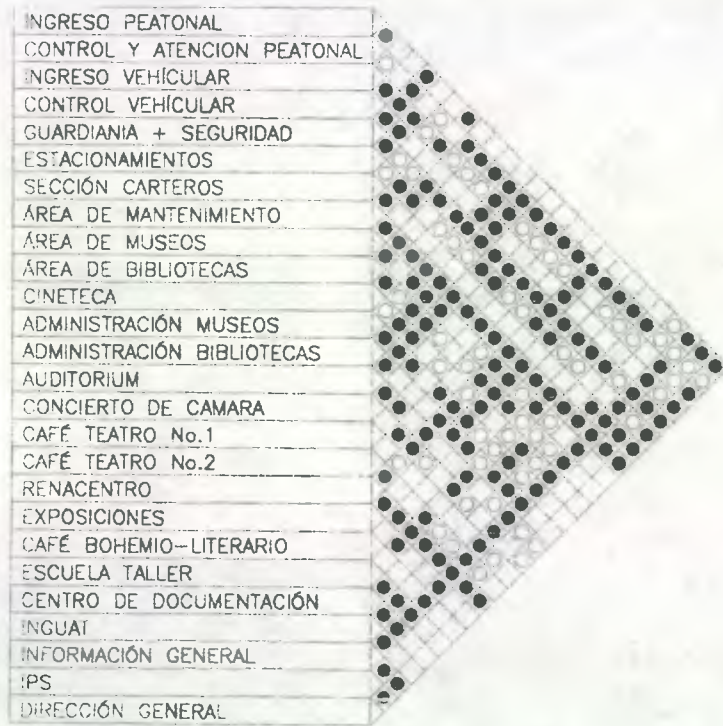 INGRESO PEATONAL
CONTROL Y ATENCION PEATONAL
INGRESO VEHÍCULAR
CONTROL VEHÍCULAR
GUARDIANIA + SEGURIDAD
ESTACIONAMIENTOS
SECCIÓN CARTEROS
ÁREA DE MANTENIMIENTO
ÁREA DE MUSEOS
ÁREA DE BIBLIOTECAS
CINETECA
ADMINISTRACIÓN MUSEOS
ADMINISTRACIÓN BIBLIOTECAS
AUDITORIUM
CONCIERTO DE CAMARA
CAFÉ TEATRO No.1
CAFÉ TEATRO No.2
RENACENTRO
EXPOSICIONES
CAFÉ BOHEMIO-LITERARIO
ESCUELA TALLER
CENTRO DE DOCUMENTACIÓN
INGUAT
INFORMACIÓN GENERAL
IPS
DIRECCIÓN GENERAL